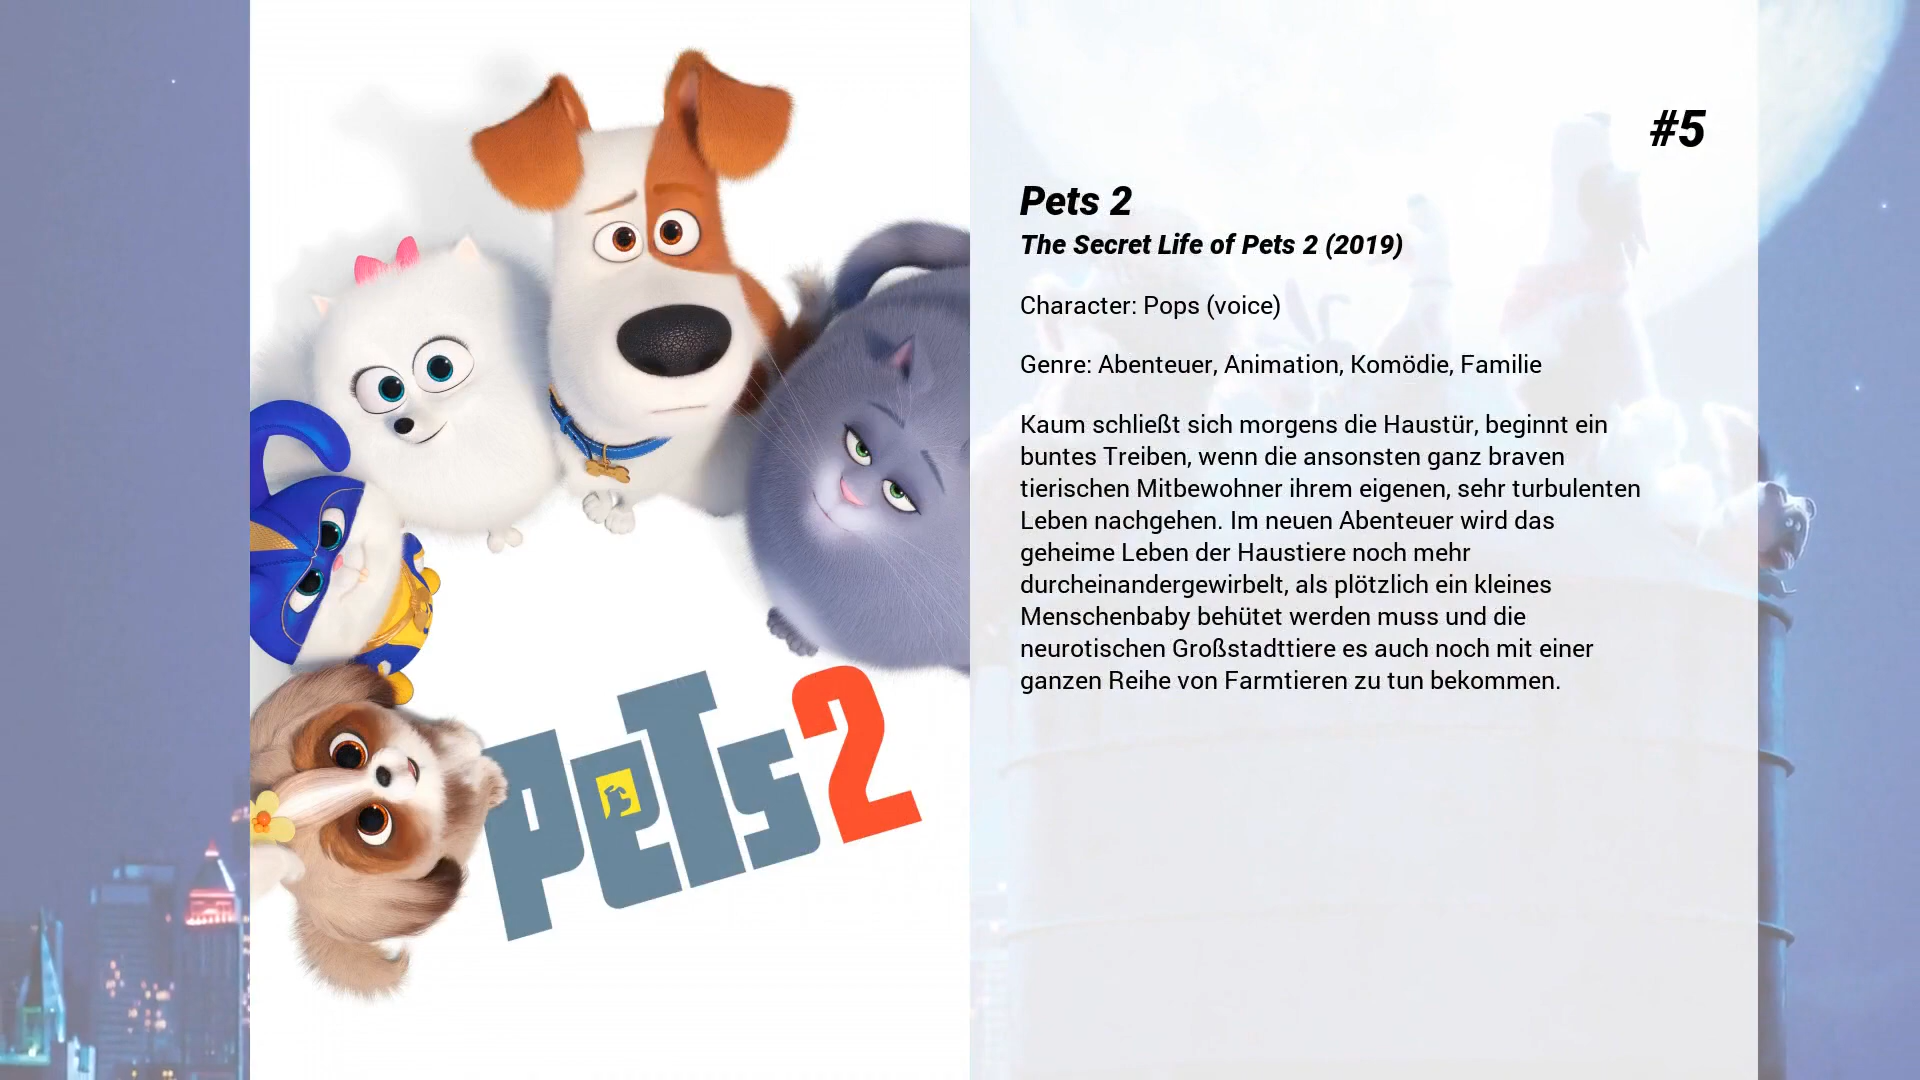 #5
Pets 2
The Secret Life of Pets 2 (2019)
Character: Pops (voice)
Genre: Abenteuer, Animation, Komödie, Familie
Kaum schließt sich morgens die Haustür, beginnt ein
buntes Treiben, wenn die ansonsten ganz braven
tierischen Mitbewohner ihrem eigenen, sehr turbulenten
Leben nachgehen. Im neuen Abenteuer wird das
geheime Leben der Haustiere noch mehr
durcheinandergewirbelt, als plötzlich ein kleines
Menschenbaby behütet werden muss und die
neurotischen Großstadttiere es auch noch mit einer
ganzen Reihe von Farmtieren zu tun bekommen.
PeTs 2